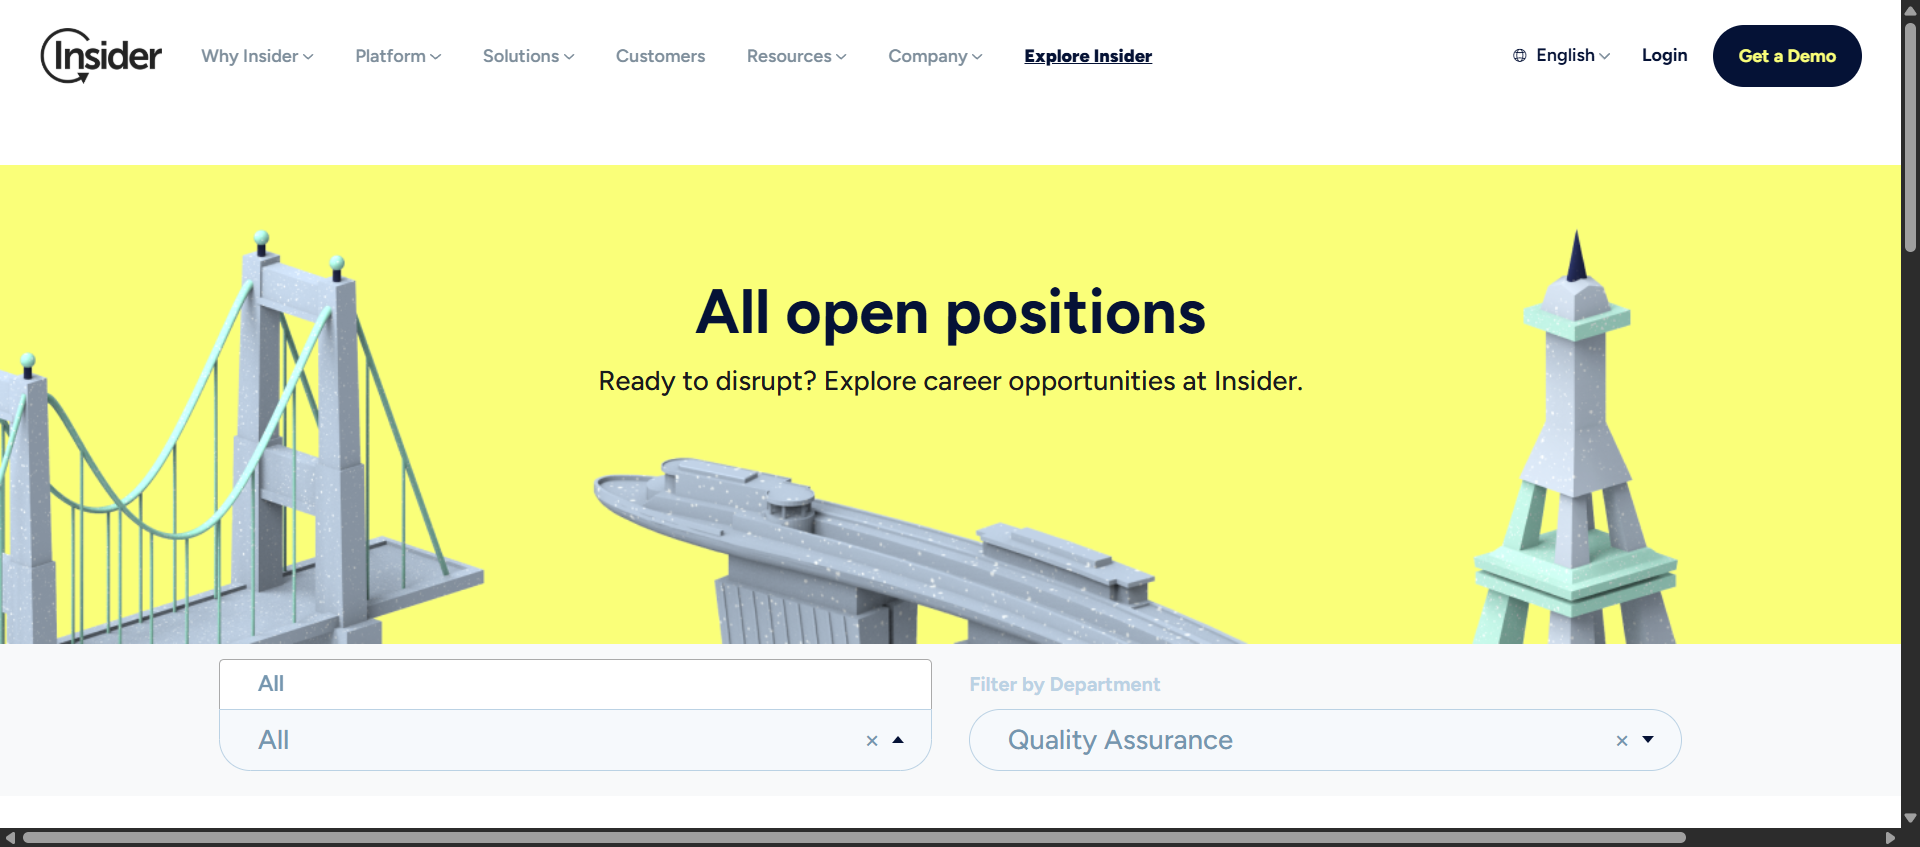 Insider
Why Insider
Platform
Solutions
Customers
Resources
Company
Explore Insider
English
Login
Get a Demo
All open positions
Ready to disrupt? Explore career opportunities at Insider.
All
Filter by Department
All
×
Quality Assurance
×